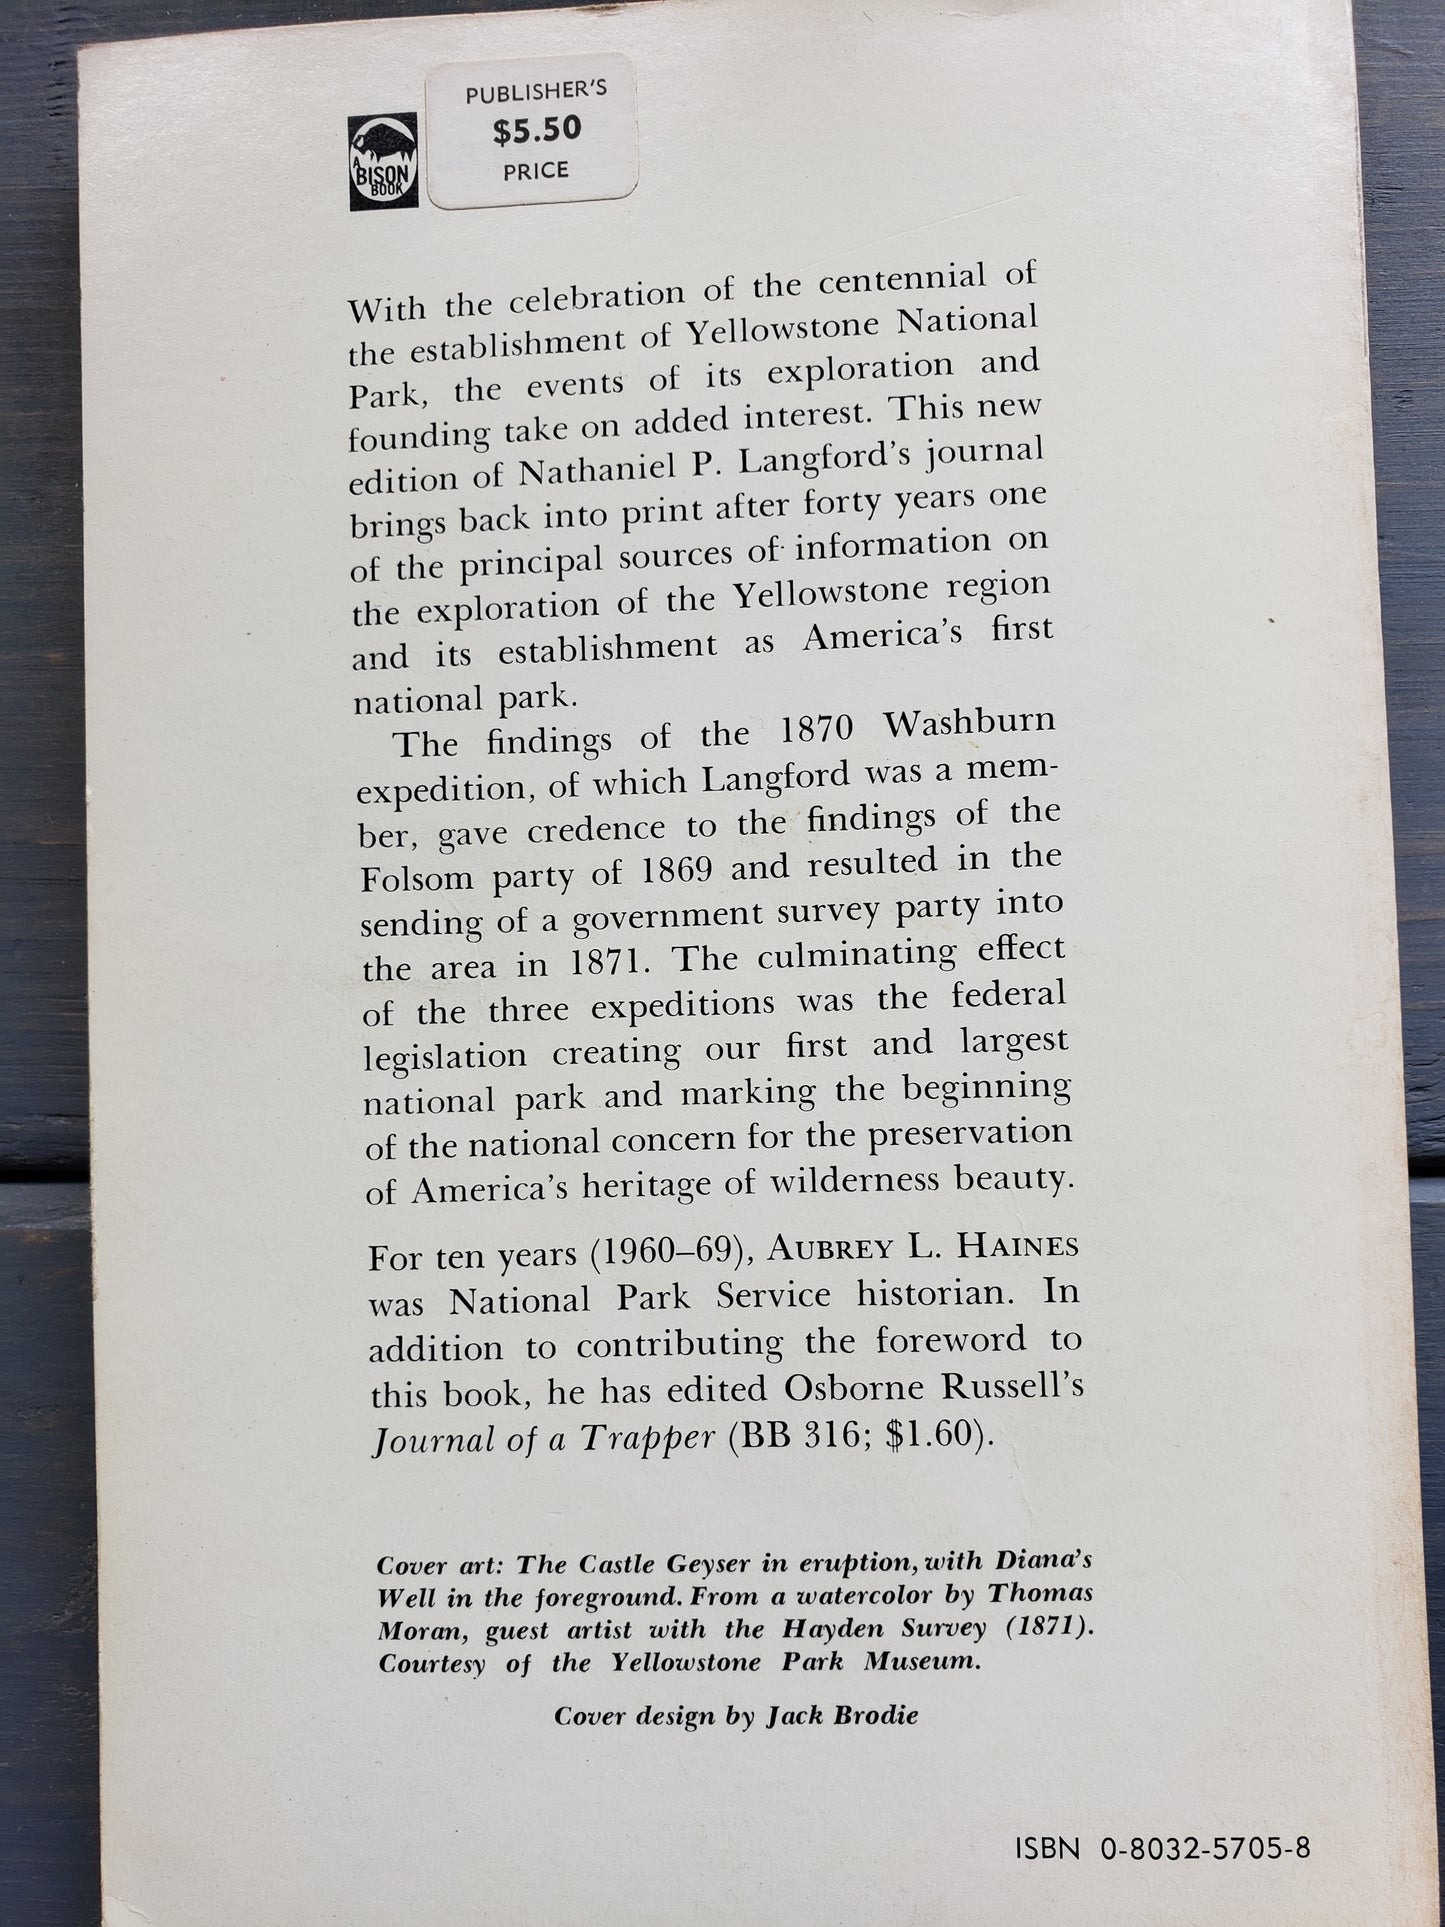 A
BISON
BOOK
PUBLISHER'S
$5.50
PRICE
With the celebration of the centennial of
the establishment of Yellowstone National
Park, the events of its exploration and
founding take on added interest. This new
edition of Nathaniel P. Langford's journal
brings back into print after forty years one
of the principal sources of information on
the exploration of the Yellowstone region
and its establishment as America's first
national park.
The findings of the 1870 Washburn
expedition, of which Langford was a mem-
ber, gave credence to the findings of the
Folsom party of 1869 and resulted in the
sending of a government survey party into
the area in 1871. The culminating effect
of the three expeditions was the federal
legislation creating our first and largest
national park and marking the beginning
of the national concern for the preservation
of America's heritage of wilderness beauty.
For ten years (1960–69), AUBREY L. HAINES
was National Park Service historian. In
addition to contributing the foreword to
this book, he has edited Osborne Russell's
Journal of a Trapper (BB 316; $1.60).
Cover art: The Castle Geyser in eruption, with Diana's
Well in the foreground. From a watercolor by Thomas
Moran, guest artist with the Hayden Survey (1871).
Courtesy of the Yellowstone Park Museum.
Cover design by Jack Brodie
ISBN 0-8032-5705-8